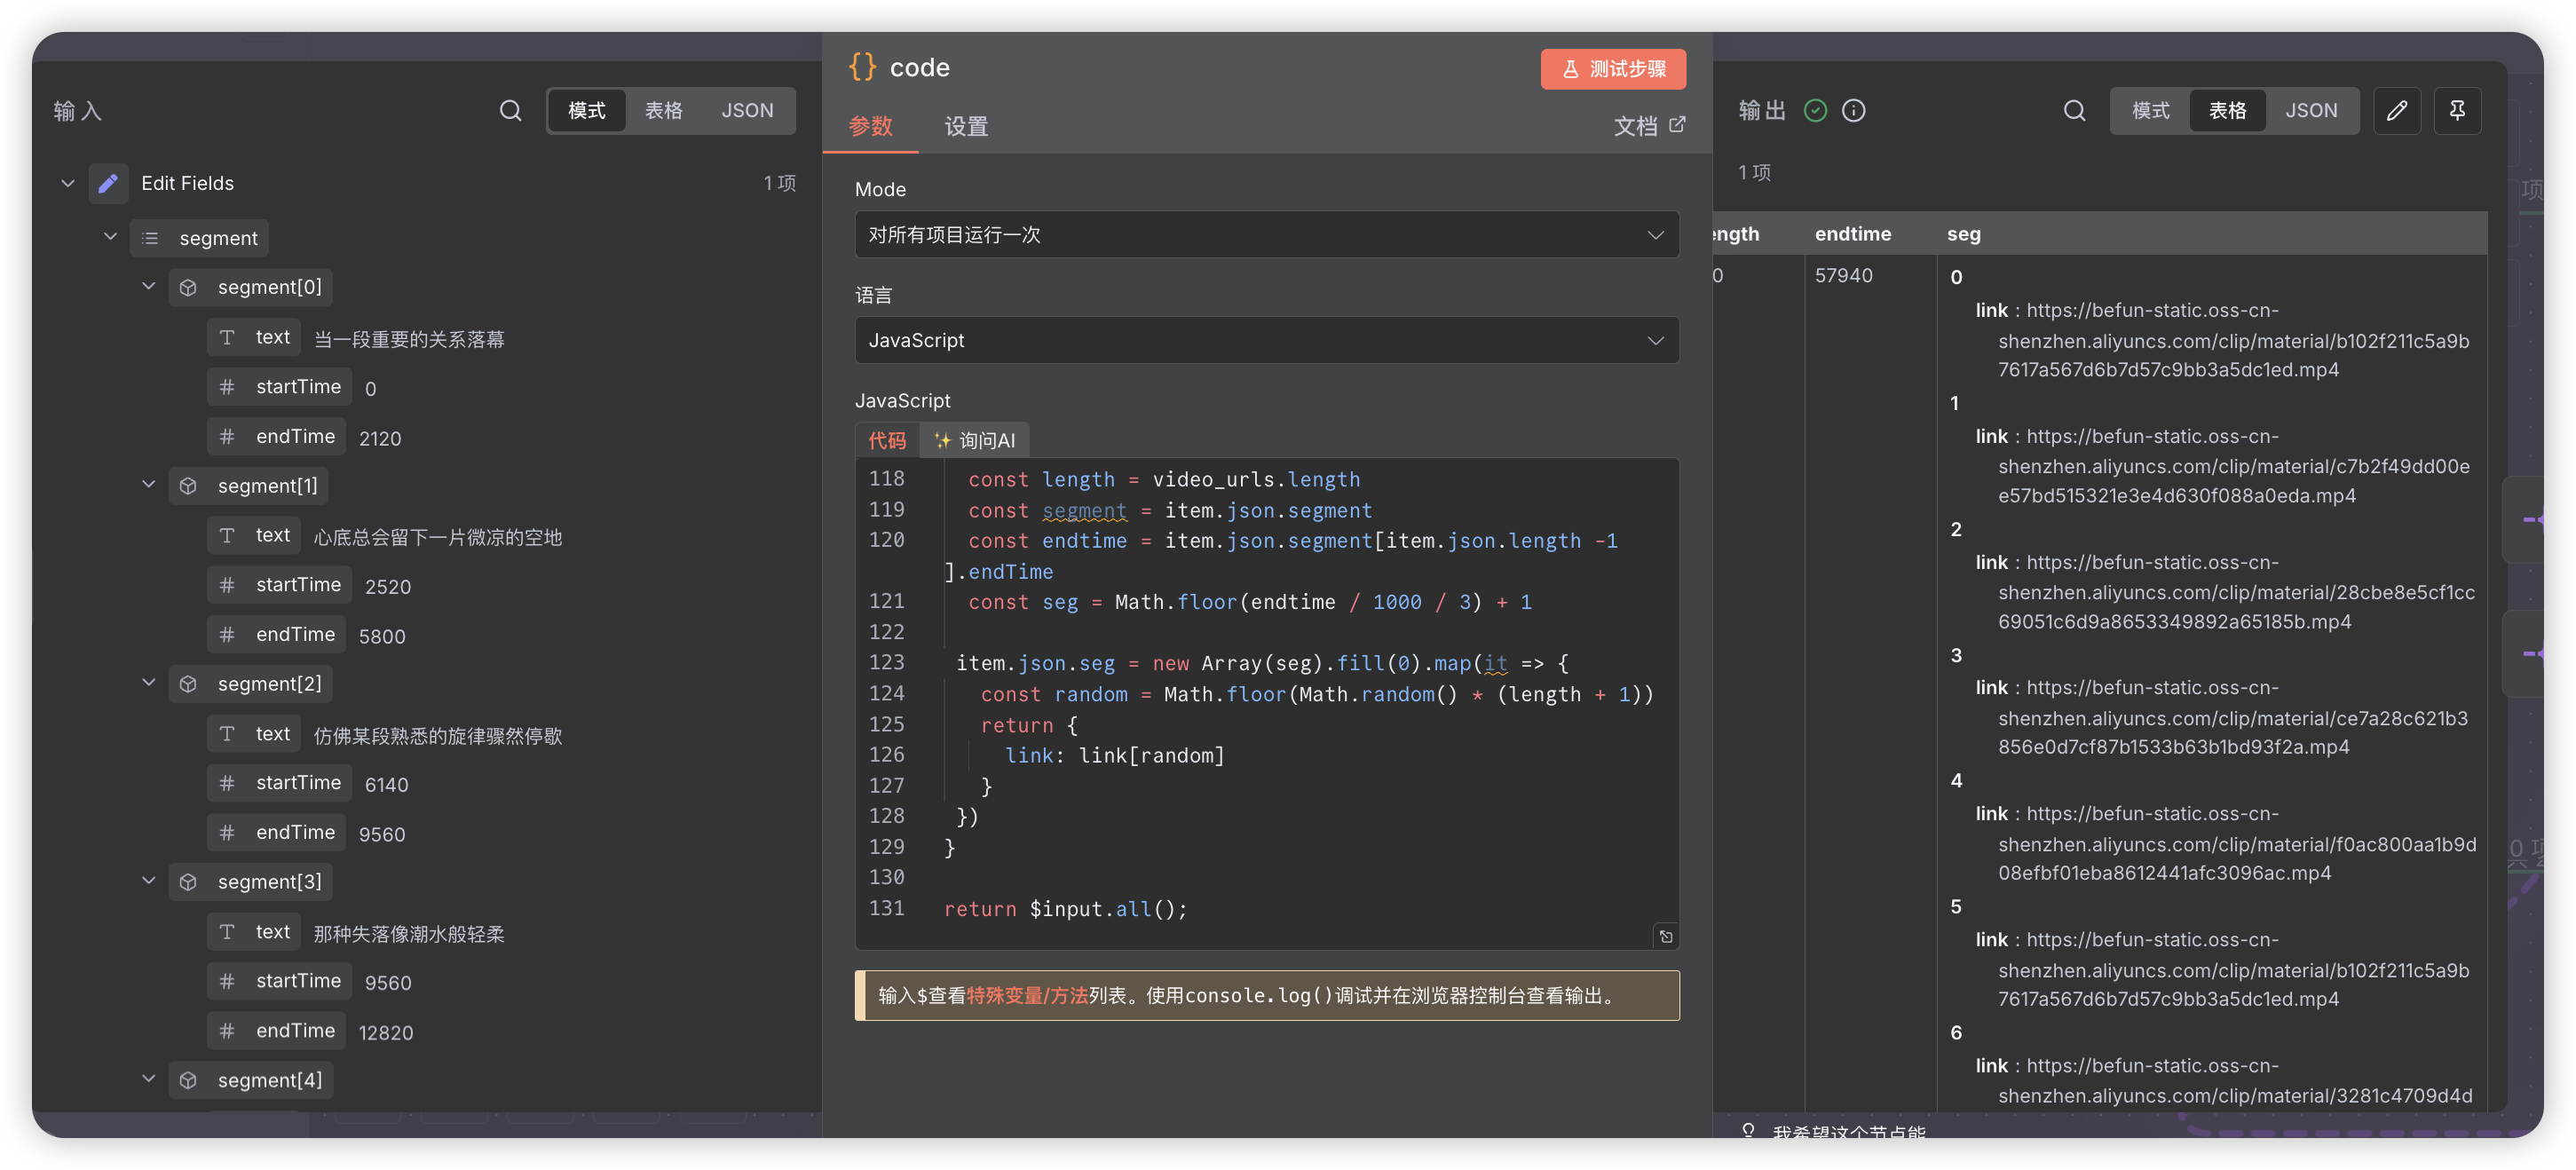 输入
模式
表格
JSON
Edit Fields
1 项
segment
segment[0]
text 当一段重要的关系落幕
startTime 0
endTime 2120
segment[1]
text 心底总会留下一片微凉的空地
startTime 2520
endTime 5800
segment[2]
text 仿佛某段熟悉的旋律骤然停歇
startTime 6140
endTime 9560
segment[3]
text 那种失落像潮水般轻柔
startTime 9560
endTime 12820
segment[4]
{} code
测试步骤
参数
设置
文档
Mode
对所有项目运行一次
语言
JavaScript
JavaScript
代码
询问AI
118 const length = video_urls.length
119 const segment = item.json.segment
120 const endtime = item.json.segment[item.json.length -1
].endTime
121 const seg = Math.floor(endtime / 1000 / 3) + 1
122
123 item.json.seg = new Array(seg).fill(0).map(it => {
124 const random = Math.floor(Math.random() * (length + 1))
125 return {
126 link: link[random]
127 }
128 })
129 }
130
131 return $input.all();
输入$查看特殊变量/方法列表。使用console.log()调试并在浏览器控制台查看输出。
输出
模式
表格
JSON
1 项
ength
endtime
seg
0
57940
0
link : https://befun-static.oss-cn-
shenzhen.aliyuncs.com/clip/material/b102f211c5a9b
7617a567d6b7d57c9bb3a5dc1ed.mp4
1
link : https://befun-static.oss-cn-
shenzhen.aliyuncs.com/clip/material/c7b2f49dd00e
e57bd515321e3e4d630f088a0eda.mp4
2
link : https://befun-static.oss-cn-
shenzhen.aliyuncs.com/clip/material/28cbe8e5cf1cc
69051c6d9a8653349892a65185b.mp4
3
link : https://befun-static.oss-cn-
shenzhen.aliyuncs.com/clip/material/ce7a28c621b3
856e0d7cf87b1533b63b1bd93f2a.mp4
4
link : https://befun-static.oss-cn-
shenzhen.aliyuncs.com/clip/material/f0ac800aa1b9d
08efbf01eba8612441afc3096ac.mp4
5
link : https://befun-static.oss-cn-
shenzhen.aliyuncs.com/clip/material/b102f211c5a9b
7617a567d6b7d57c9bb3a5dc1ed.mp4
6
link : https://befun-static.oss-cn-
shenzhen.aliyuncs.com/clip/material/3281c4709d4d
我希望这个节点能
项